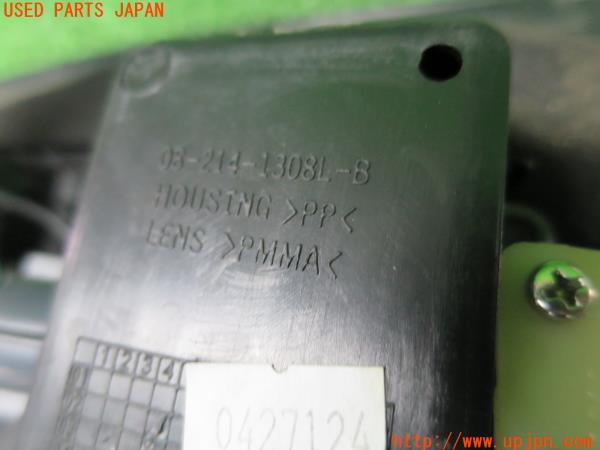 USED PARTS JAPAN
03-214-1308L-B
HOUSING >PP<
LENS >PMMA<
1 2 3 4
0427124
http://www.upjpn.com/